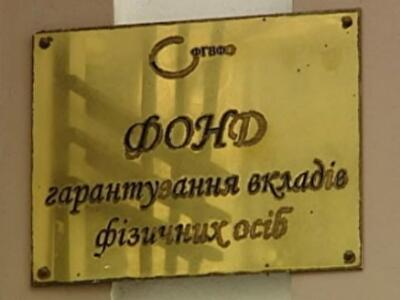 ФГВФО
ФОНД
гарантування вкладів
фізичних осіб